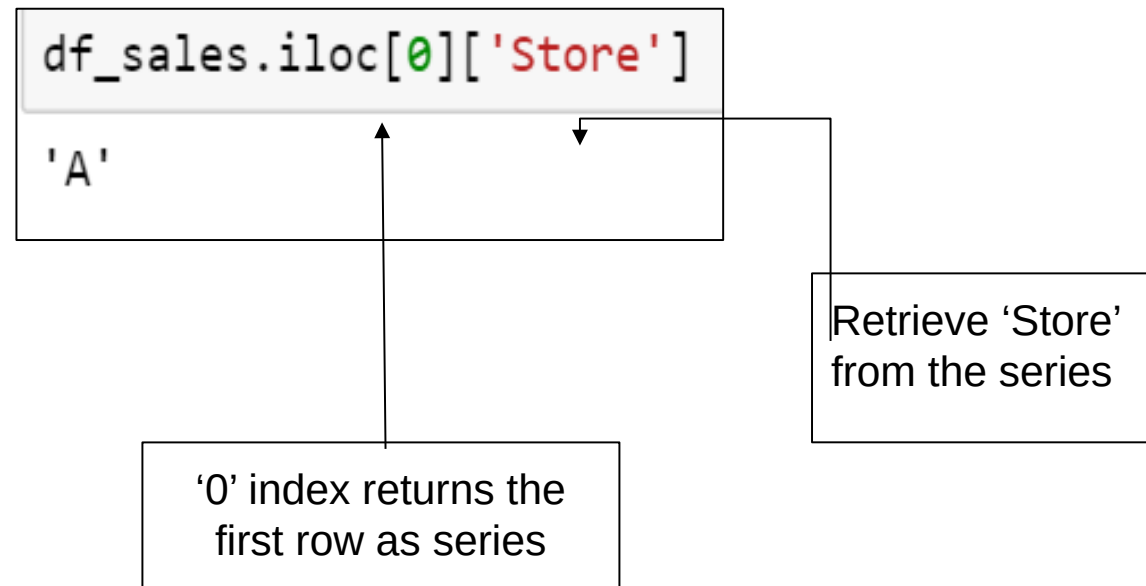 df_sales.iloc[0]['Store']
'A'
Retrieve ‘Store’
from the series
‘0’ index returns the
first row as series